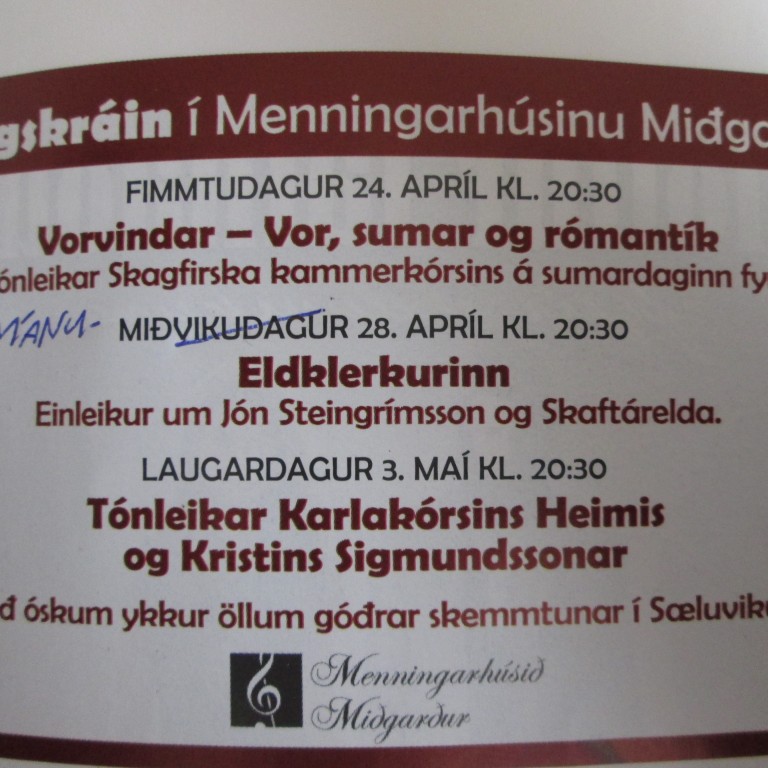 gskráin í Menningarhúsinu Miðga
FIMMTUDAGUR 24. APRÍL KL. 20:30
Vorvindar – Vor, sumar og rómantík
ónleikar Skagfirska kammerkórsins á sumardaginn fy
MÁNU- MIÐVIKUDAGUR 28. APRÍL KL. 20:30
Eldklerkurinn
Einleikur um Jón Steingrímsson og Skaftárelda.
LAUGARDAGUR 3. MAÍ KL. 20:30
Tónleikar Karlakórsins Heimis
og Kristins Sigmundssonar
ð óskum ykkur öllum góðrar skemmtunar í Sæluviku
Menningarhúsið
Miðgarður